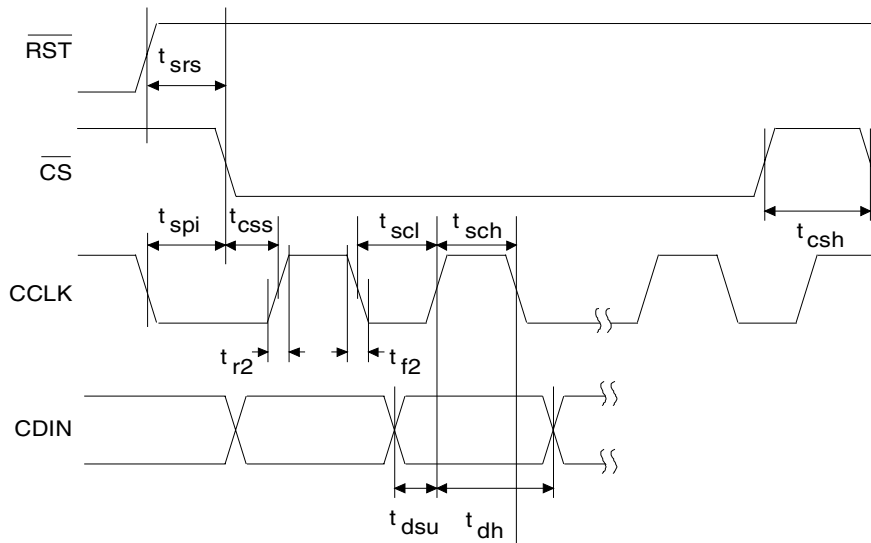 RST
t srs
CS
t spi
t css
t scl
t sch
t csh
CCLK
t r2
t f2
CDIN
t dsu
t dh